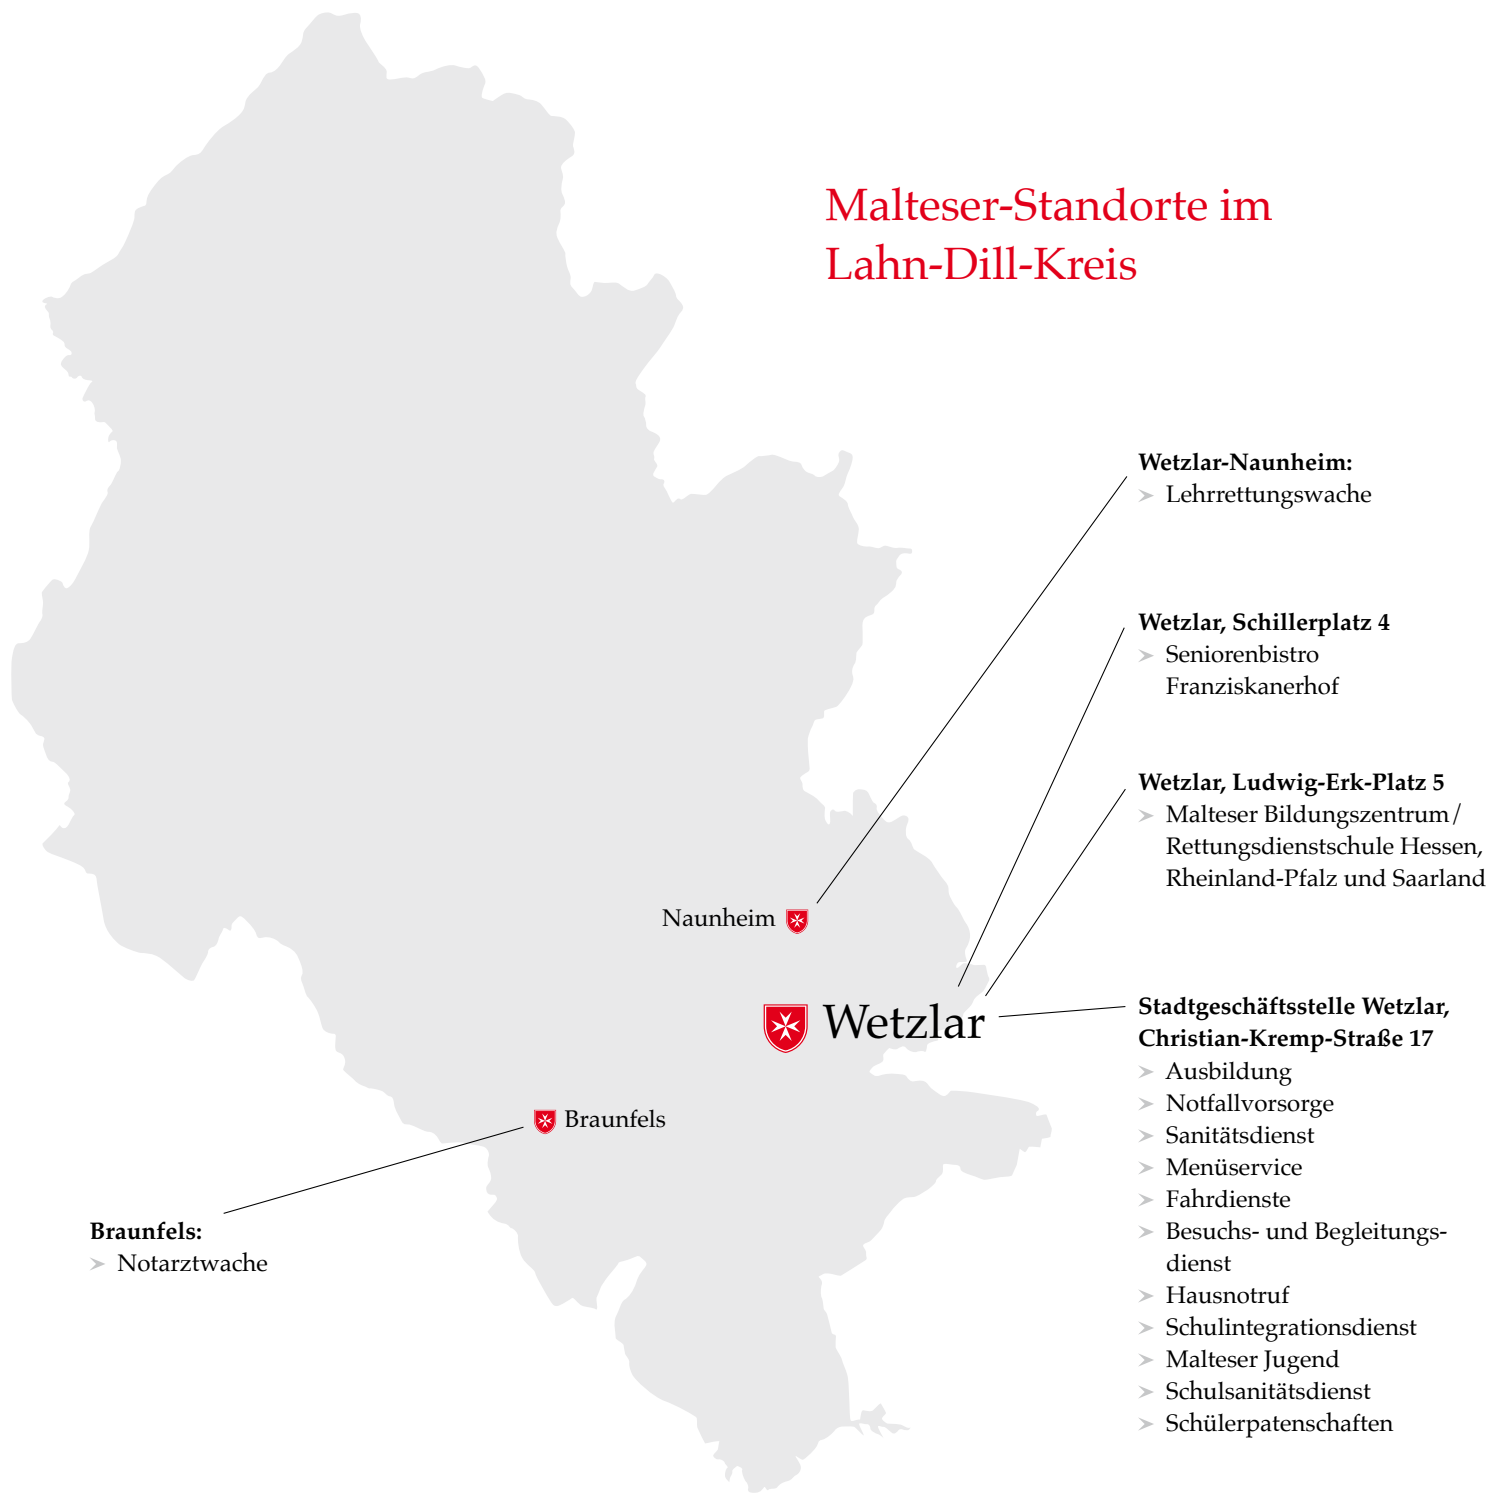 Malteser-Standorte im
Lahn-Dill-Kreis
Wetzlar-Naunheim:
➤ Lehrrettungswache
Wetzlar, Schillerplatz 4
➤ Seniorenbistro
Franziskanerhof
Wetzlar, Ludwig-Erk-Platz 5
➤ Malteser Bildungszentrum/
Rettungsdienstschule Hessen,
Rheinland-Pfalz und Saarland
Naunheim
Wetzlar
Stadtgeschäftsstelle Wetzlar,
Christian-Kremp-Straße 17
➤ Ausbildung
➤ Notfallvorsorge
➤ Sanitätsdienst
➤ Menüservice
➤ Fahrdienste
➤ Besuchs- und Begleitungs-
dienst
➤ Hausnotruf
➤ Schulintegrationsdienst
➤ Malteser Jugend
➤ Schulsanitätsdienst
➤ Schülerpatenschaften
Braunfels
Braunfels:
➤ Notarztwache